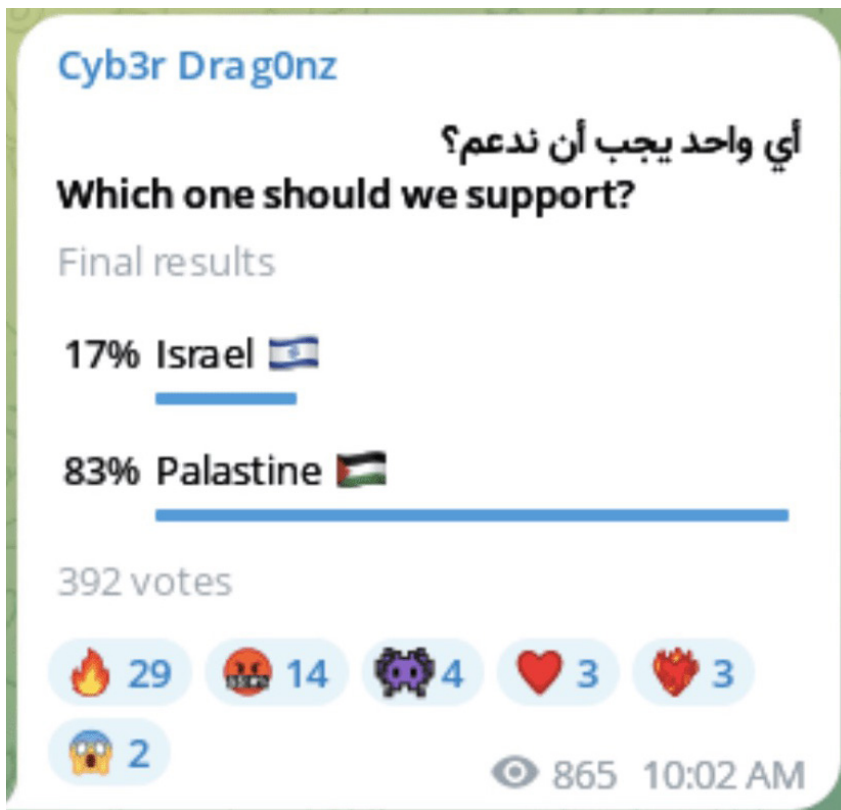 Cyb3r Drag0nz
أي واحد يجب أن ندعم؟
Which one should we support?
Final results
17% Israel 🇮🇱
83% Palastine 🇵🇸
392 votes
🔥 29 🤬 14 👾 4 ❤️ 3 ❤️‍🔥 3
😱 2
865 10:02 AM